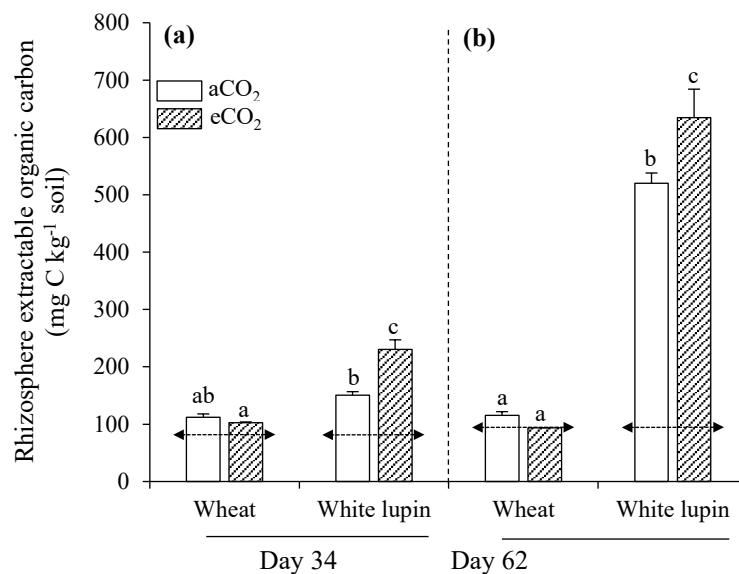 Rhizosphere extractable organic carbon
(mg C kg⁻¹ soil)
800
700
600
500
400
300
200
100
0
(a)
(b)
aCO₂
eCO₂
ab
a
b
c
a
a
b
c
Wheat
White lupin
Wheat
White lupin
Day 34
Day 62